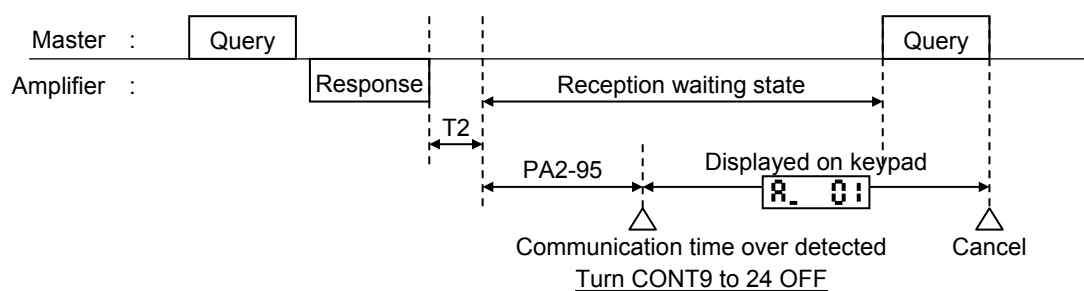 Master : Query Query
Amplifier : Response Reception waiting state
T2
PA2-95 Displayed on keypad
A_ 01
Communication time over detected Cancel
Turn CONT9 to 24 OFF